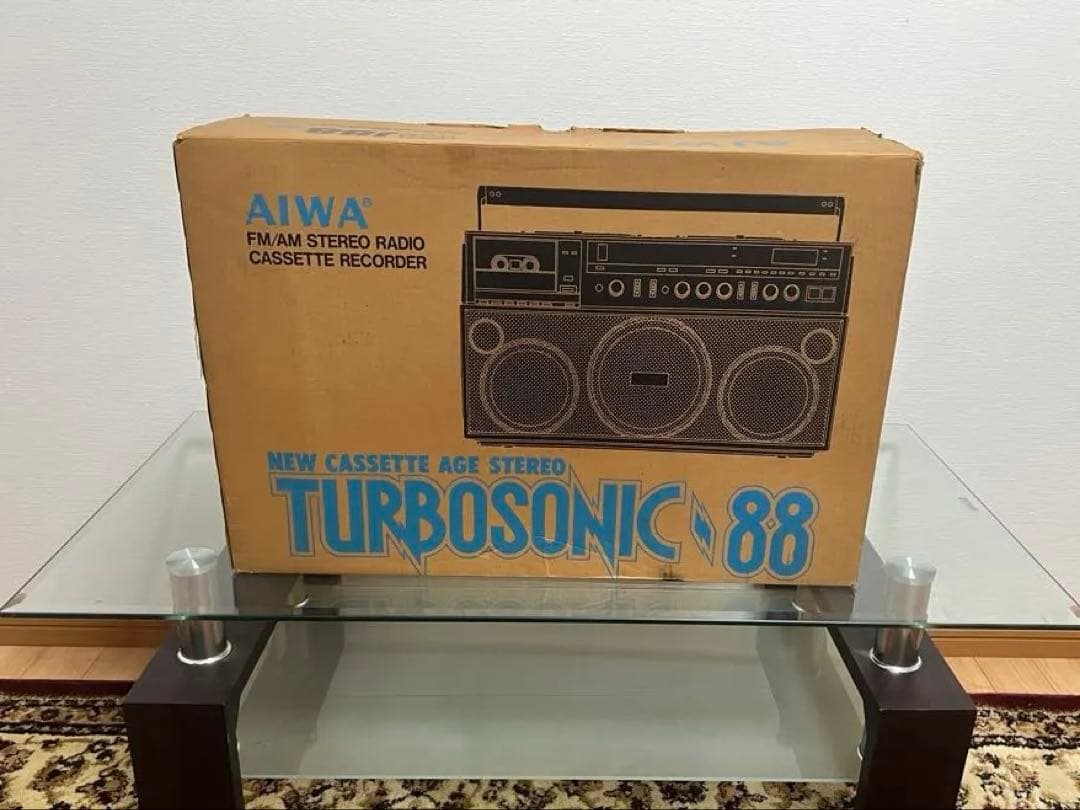 AIWA®
FM/AM STEREO RADIO
CASSETTE RECORDER
NEW CASSETTE AGE STEREO
TURBOSONIC·88